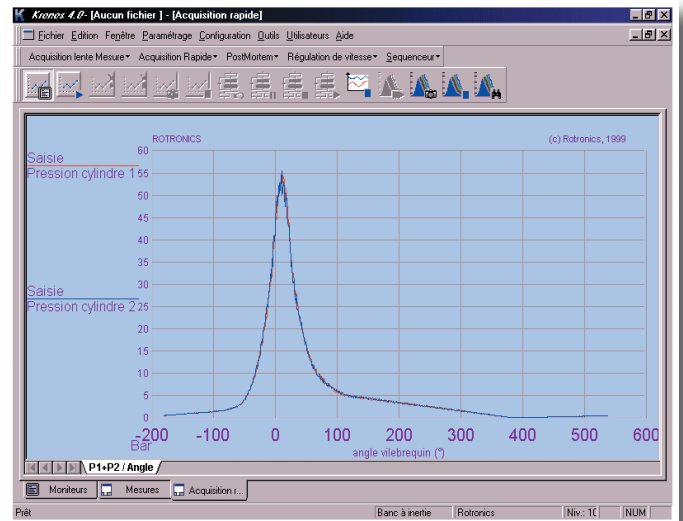 Kronos 4.0- [Aucun fichier ] - [Acquisition rapide]
Eichier Edition Fenêtre Paramétrage Configuration Outils Utilisateurs Aide
Acquisition lente Mesure Acquisition Rapide PostMortem Régulation de vitesse Sequenceur
ROTRONICS (c) Rotronics, 1999
Saisie
Pression cylindre 1
Saisie
Pression cylindre 2
60
55
50
45
40
35
30
25
20
15
10
5
0
Bar
-200 -100 0 100 200 300 400 500 600
angle vilebrequin (°)
P1+P2 / Angle
Moniteurs Mesures Acquisition r...
Prêt Banc à inertie Rotronics Niv.: 1 NUM